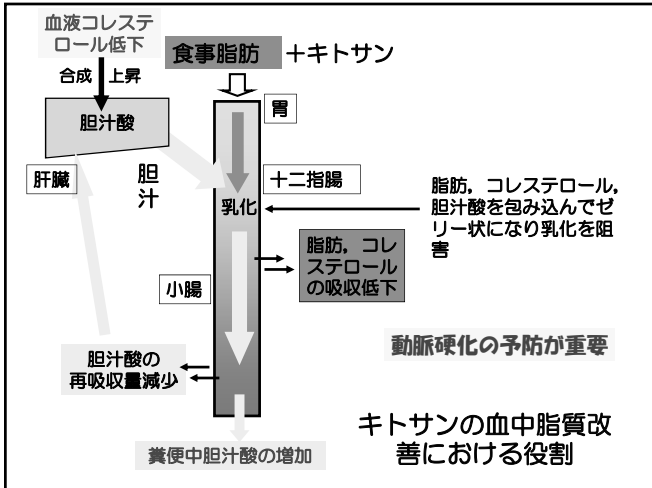 血液コレステ
ロール低下
食事脂肪 ＋キトサン
合成 上昇
胃
胆汁酸
肝臓
胆
汁
十二指腸
乳化
脂肪，コレステロール，
胆汁酸を包み込んでゼ
リー状になり乳化を阻
害
脂肪，コレ
ステロール
の吸収低下
小腸
動脈硬化の予防が重要
胆汁酸の
再吸収量減少
キトサンの血中脂質改
善における役割
糞便中胆汁酸の増加